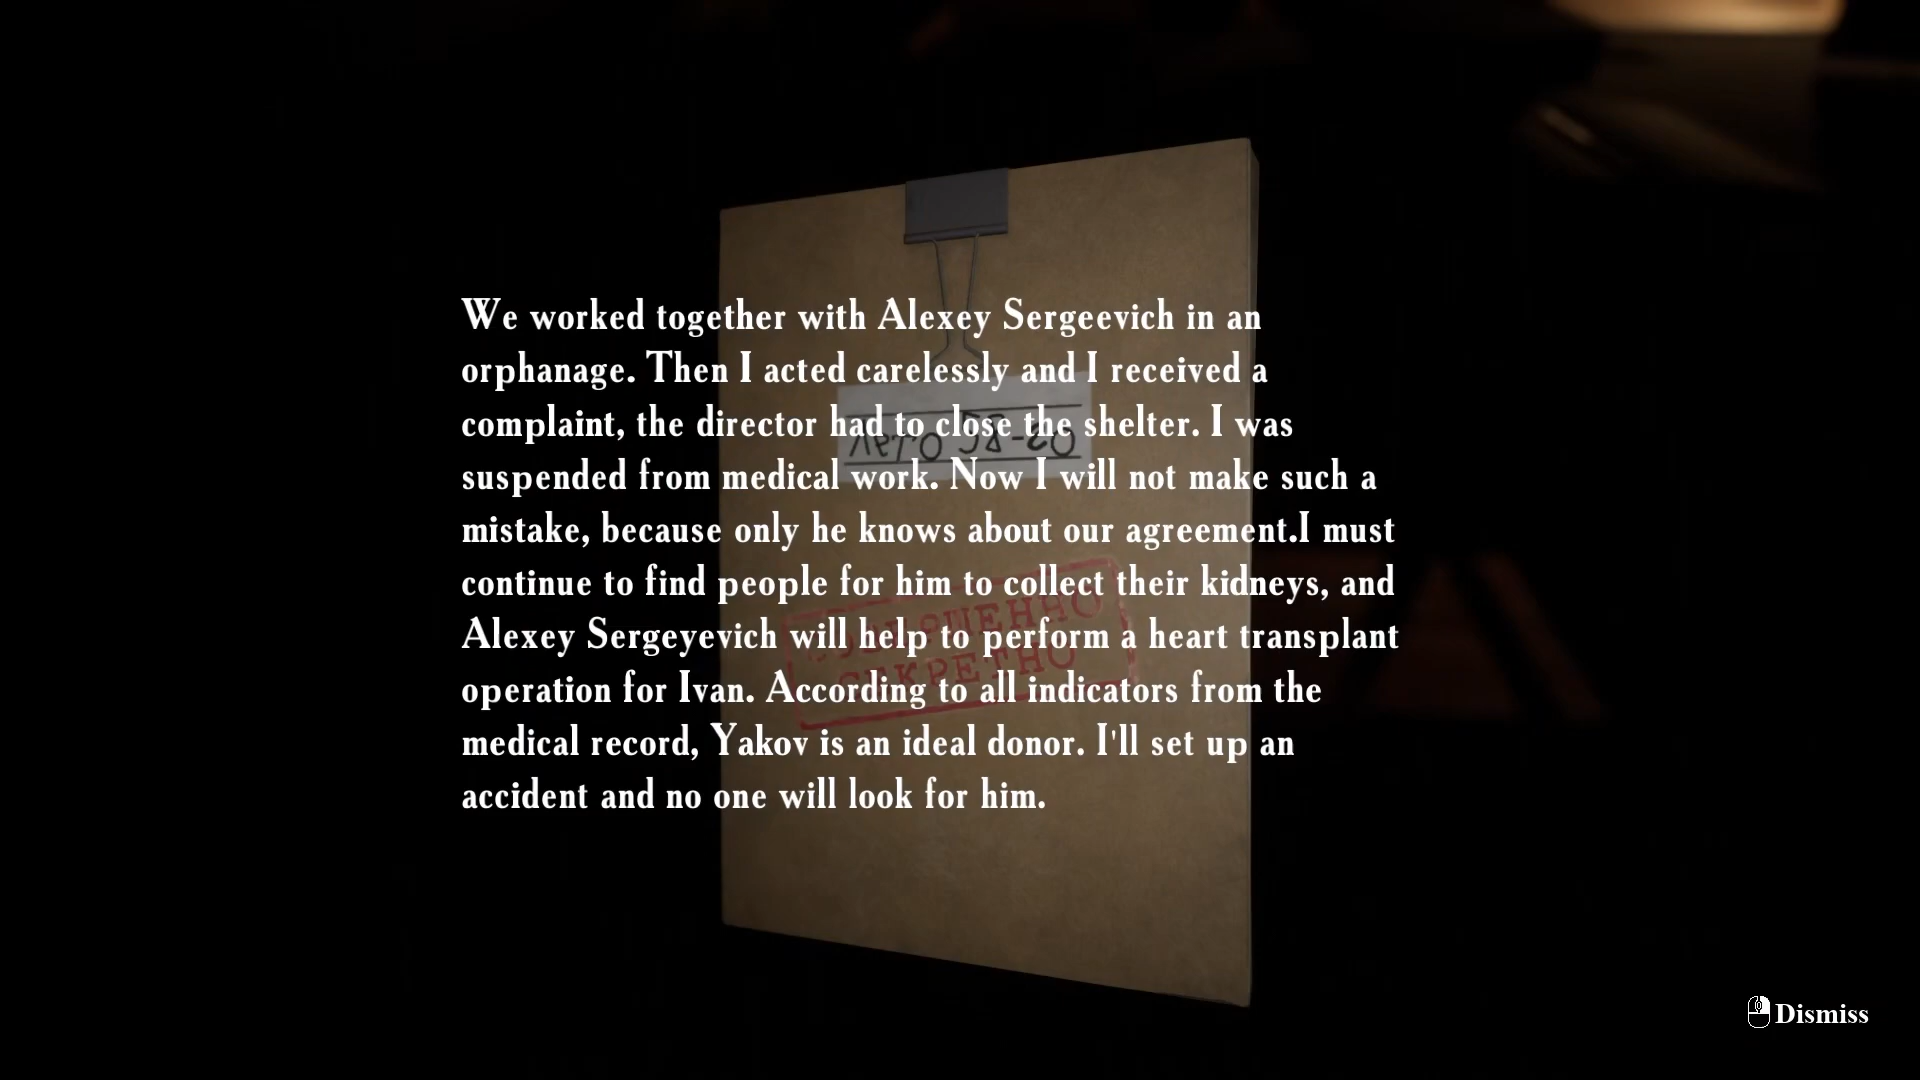 We worked together with Alexey Sergeevich in an
orphanage. Then I acted carelessly and I received a
complaint, the director had to close the shelter. I was
suspended from medical work. Now I will not make such a
mistake, because only he knows about our agreement.I must
continue to find people for him to collect their kidneys, and
Alexey Sergeyevich will help to perform a heart transplant
operation for Ivan. According to all indicators from the
medical record, Yakov is an ideal donor. I'll set up an
accident and no one will look for him.
СЕКРЕТНО
Dismiss